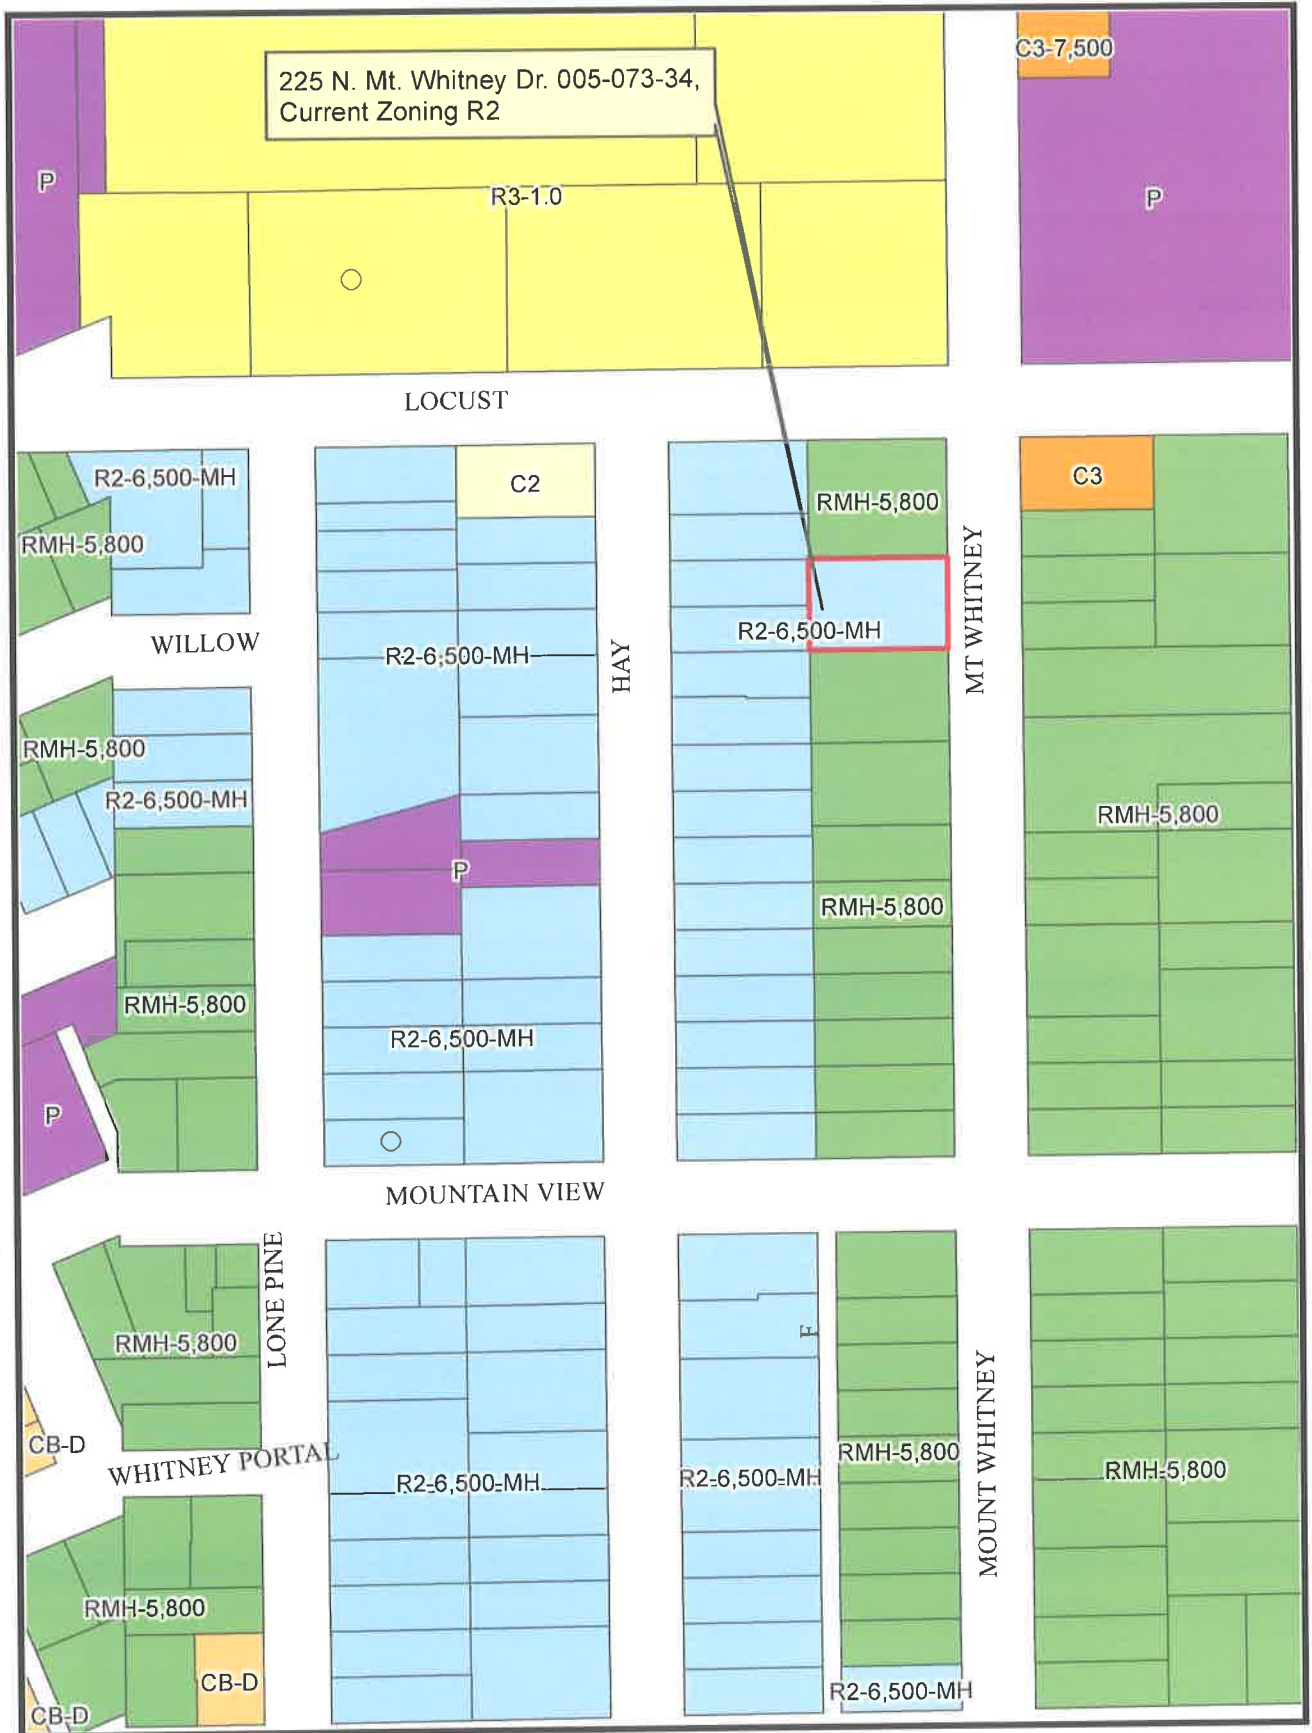 C3-7,500
225 N. Mt. Whitney Dr. 005-073-34,
Current Zoning R2
P
R3-1.0
P
LOCUST
R2-6,500-MH
C2
RMH-5,800
C3
RMH-5,800
WILLOW
R2-6,500-MH
HAY
R2-6,500-MH
MT WHITNEY
RMH-5,800
R2-6,500-MH
RMH-5,800
P
RMH-5,800
RMH-5,800
R2-6,500-MH
P
MOUNTAIN VIEW
LONE PINE
RMH-5,800
F
CB-D
WHITNEY PORTAL
R2-6,500-MH
R2-6,500-MH
RMH-5,800
MOUNT WHITNEY
RMH-5,800
RMH-5,800
CB-D
R2-6,500-MH
CB-D